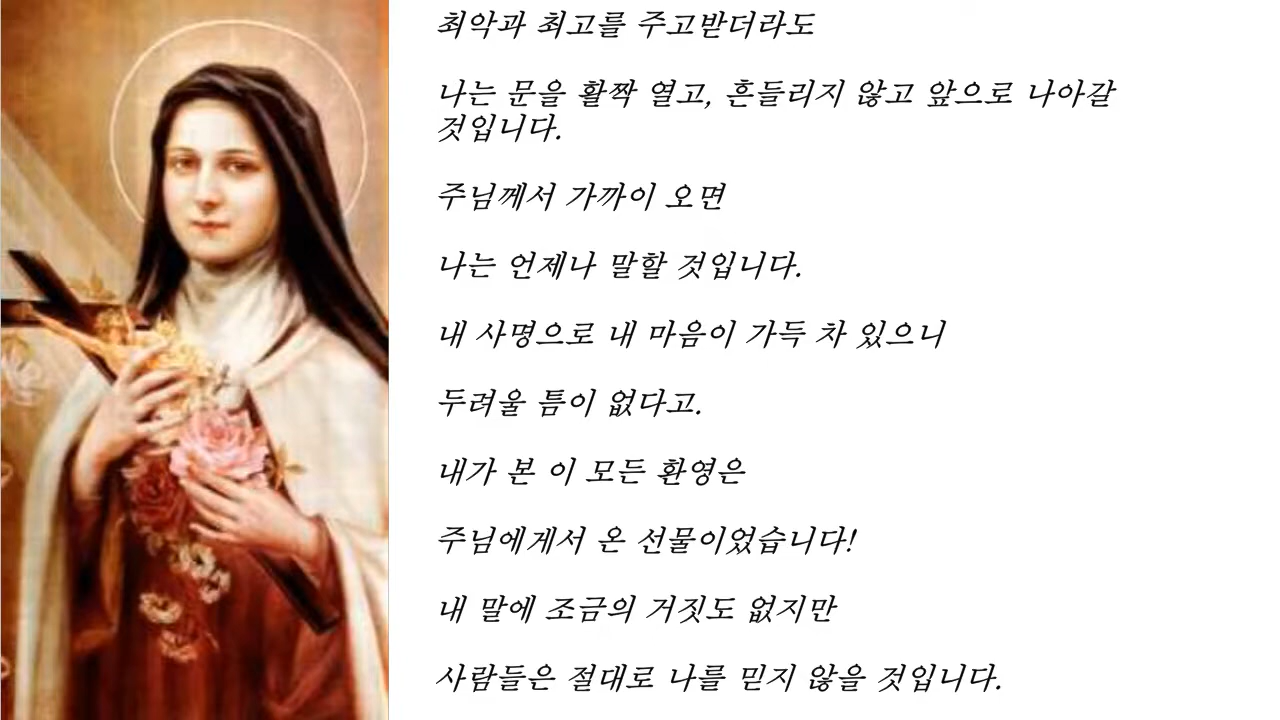 최악과 최고를 주고받더라도
나는 문을 활짝 열고, 흔들리지 않고 앞으로 나아갈
것입니다.
주님께서 가까이 오면
나는 언제나 말할 것입니다.
내 사명으로 내 마음이 가득 차 있으니
두려울 틈이 없다고.
내가 본 이 모든 환영은
주님에게서 온 선물이었습니다!
내 말에 조금의 거짓도 없지만
사람들은 절대로 나를 믿지 않을 것입니다.